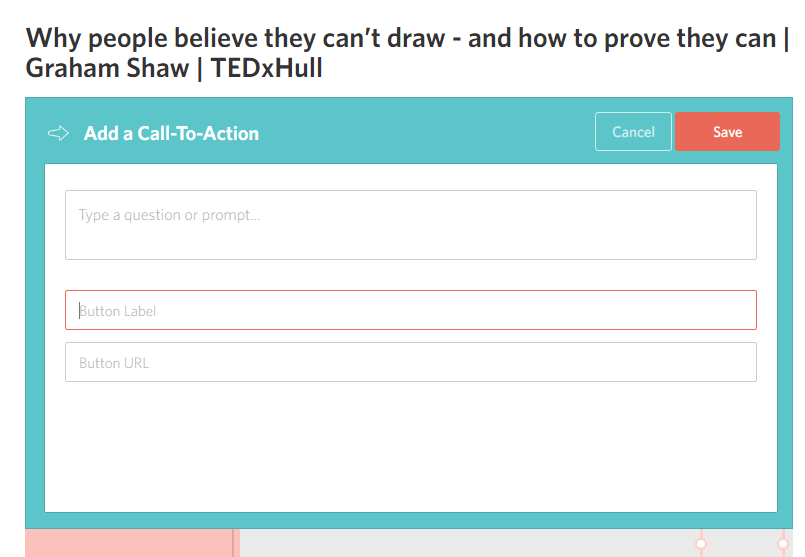 Why people believe they can’t draw - and how to prove they can |
Graham Shaw | TEDxHull
Add a Call-To-Action
Cancel
Save
Type a question or prompt...
Button Label
Button URL